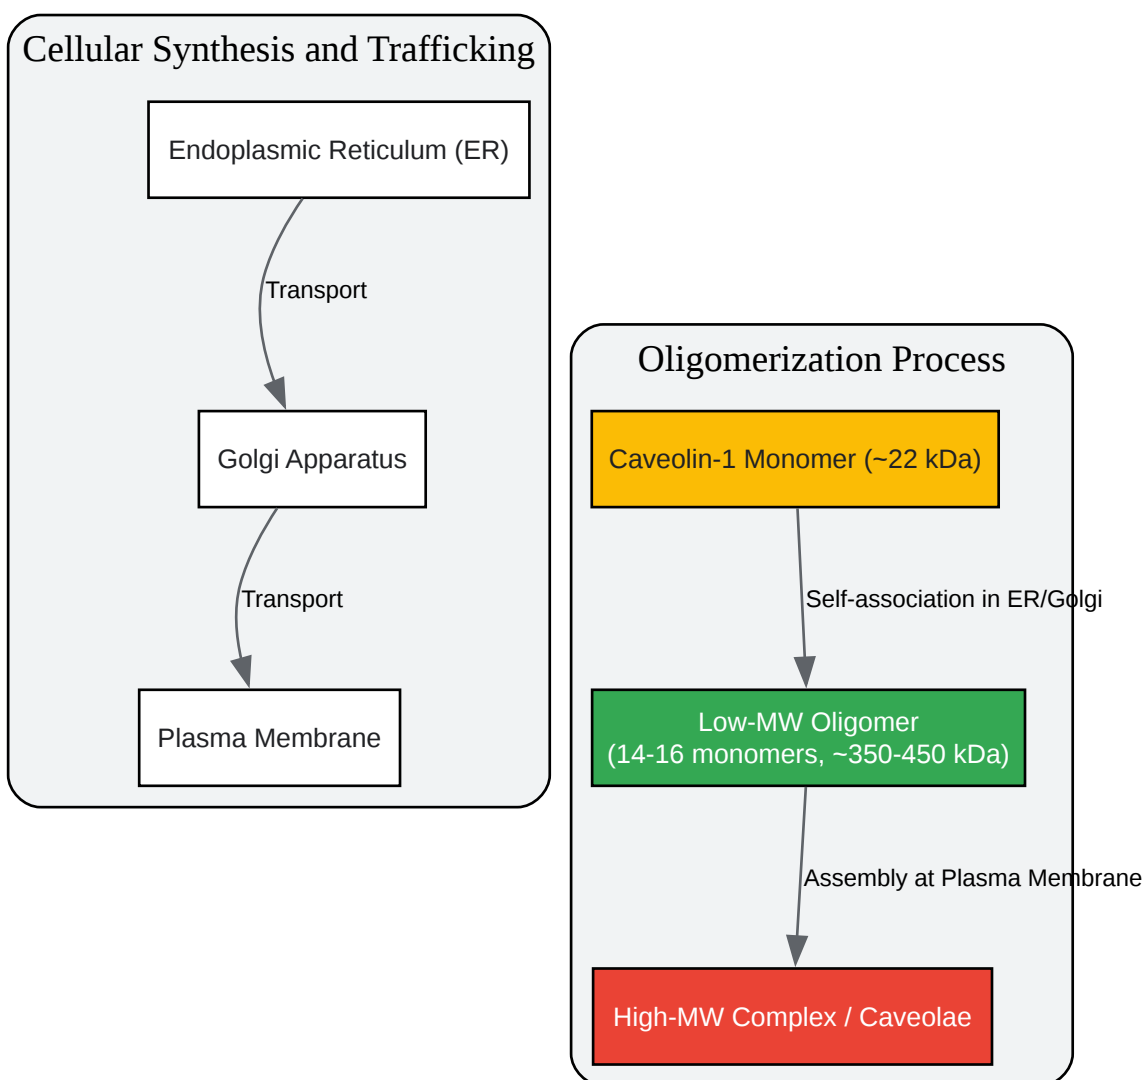 Cellular Synthesis and Trafficking
Endoplasmic Reticulum (ER)
Transport
Golgi Apparatus
Transport
Plasma Membrane
Oligomerization Process
Caveolin-1 Monomer (~22 kDa)
Self-association in ER/Golgi
Low-MW Oligomer
(14-16 monomers, ~350-450 kDa)
Assembly at Plasma Membrane
High-MW Complex / Caveolae